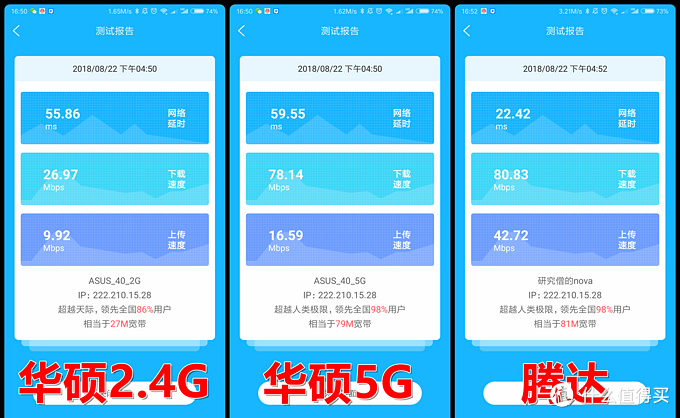 16:50
1.65M/s
74%
测试报告
2018/08/22 下午04:50
55.86
ms
网络
延时
26.97
Mbps
下载
速度
9.92
Mbps
上传
速度
ASUS_40_2G
IP：222.210.15.28
超越天际，领先全国86%用户
相当于27M宽带
华硕2.4G
16:50
1.62M/s
74%
测试报告
2018/08/22 下午04:50
59.55
ms
网络
延时
78.14
Mbps
下载
速度
16.59
Mbps
上传
速度
ASUS_40_5G
IP：222.210.15.28
超越人类极限，领先全国98%用户
相当于79M宽带
华硕5G
16:52
3.21M/s
73%
测试报告
2018/08/22 下午04:52
22.42
ms
网络
延时
80.83
Mbps
下载
速度
42.72
Mbps
上传
速度
研究僧的nova
IP：222.210.15.28
超越人类极限，领先全国98%用户
相当于81M宽带
腾达
值 什么值得买